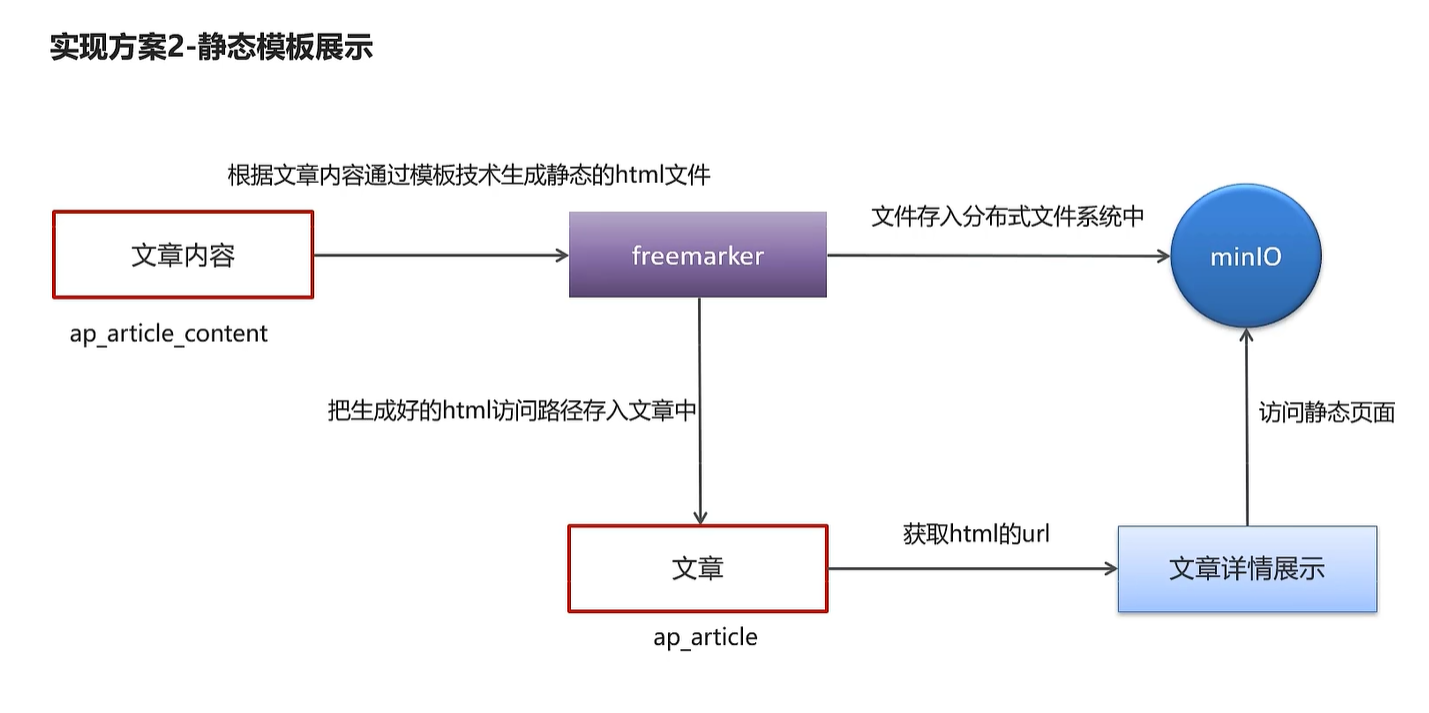 实现方案2-静态模板展示
根据文章内容通过模板技术生成静态的html文件
文件存入分布式文件系统中
文章内容
freemarker
minIO
ap_article_content
把生成好的html访问路径存入文章中
访问静态页面
获取html的url
文章
文章详情展示
ap_article